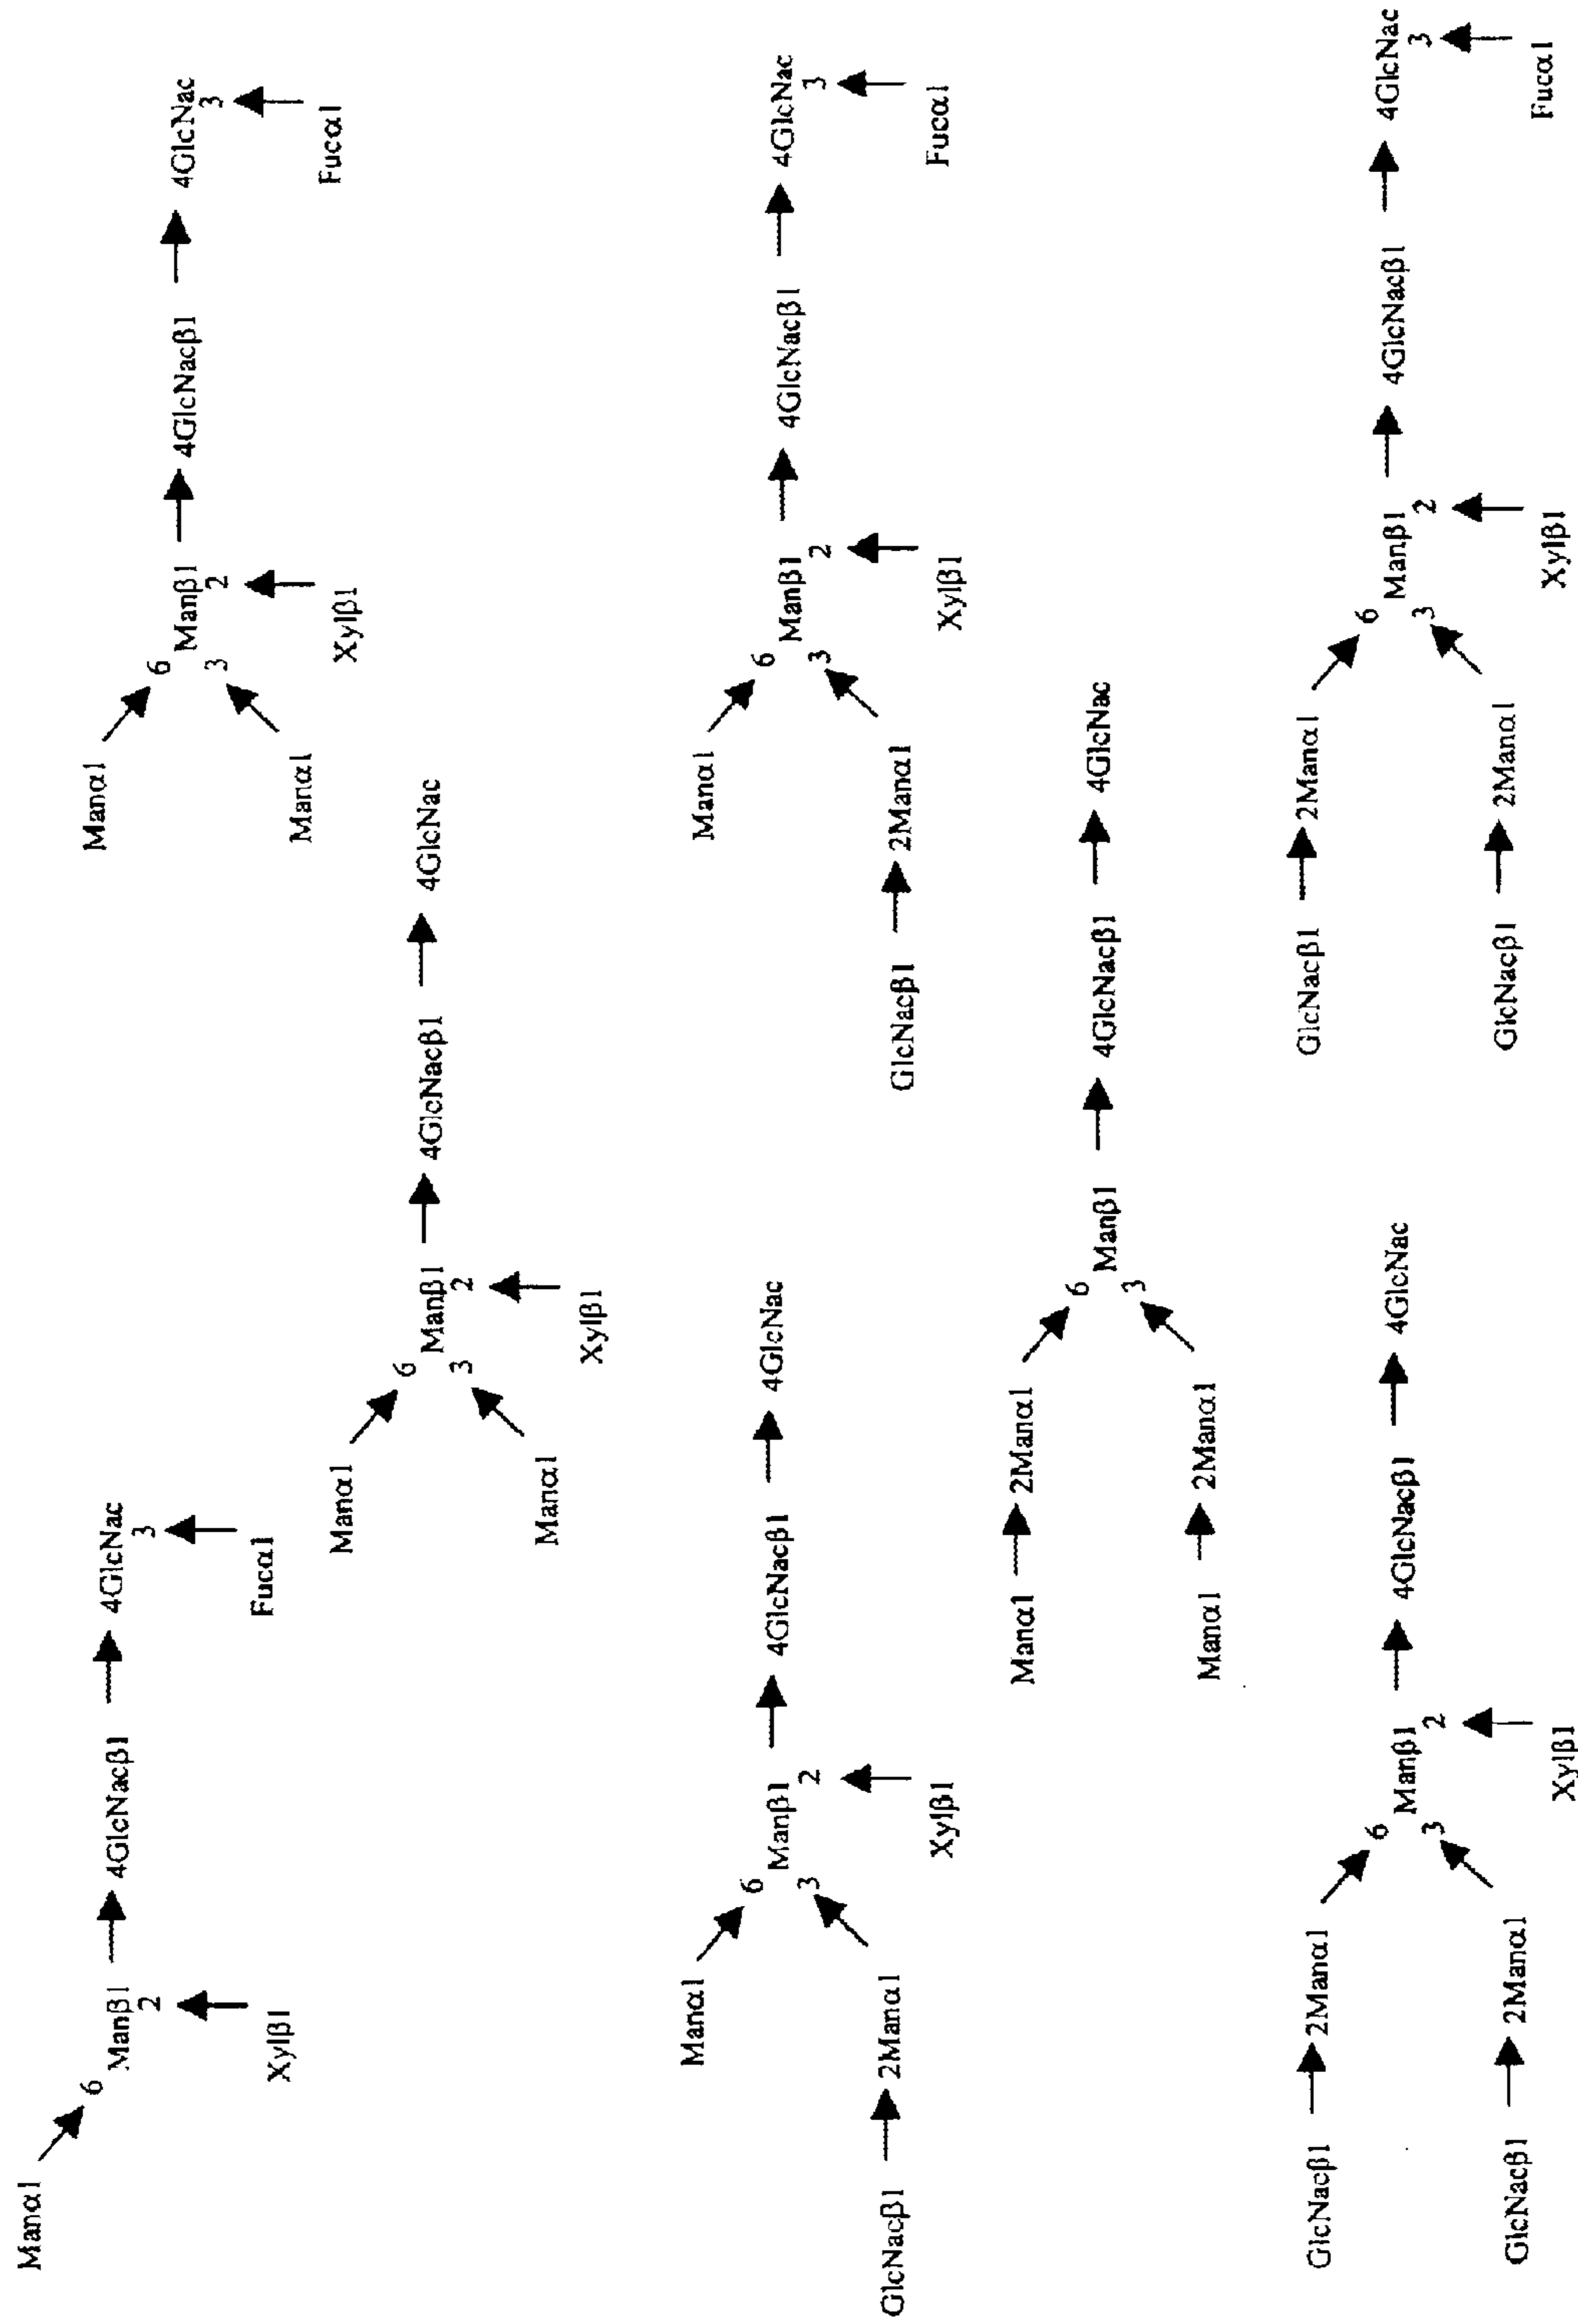 Manα1
6
Manβ1 → 4GlcNacβ1 → 4GlcNac
2 3
Xylβ1 Fucα1
Manα1
6
Manβ1 → 4GlcNacβ1 → 4GlcNac
3 2 3
Manα1 Xylβ1 Fucα1
Manα1
6
Manβ1 → 4GlcNacβ1 → 4GlcNac
3 2
Manα1 Xylβ1
Manα1
6
Manβ1 → 4GlcNacβ1 → 4GlcNac
3 2
GlcNacβ1 → 2Manα1 Xylβ1
Manα1
6
Manβ1 → 4GlcNacβ1 → 4GlcNac
3 2 3
GlcNacβ1 → 2Manα1 Xylβ1 Fucα1
Manα1 → 2Manα1
6
Manβ1 → 4GlcNacβ1 → 4GlcNac
3
Manα1 → 2Manα1
GlcNacβ1 → 2Manα1
6
Manβ1 → 4GlcNacβ1 → 4GlcNac
3 2
GlcNacβ1 → 2Manα1 Xylβ1
GlcNacβ1 → 2Manα1
6
Manβ1 → 4GlcNacβ1 → 4GlcNac
3 2 3
GlcNacβ1 → 2Manα1 Xylβ1 Fucα1